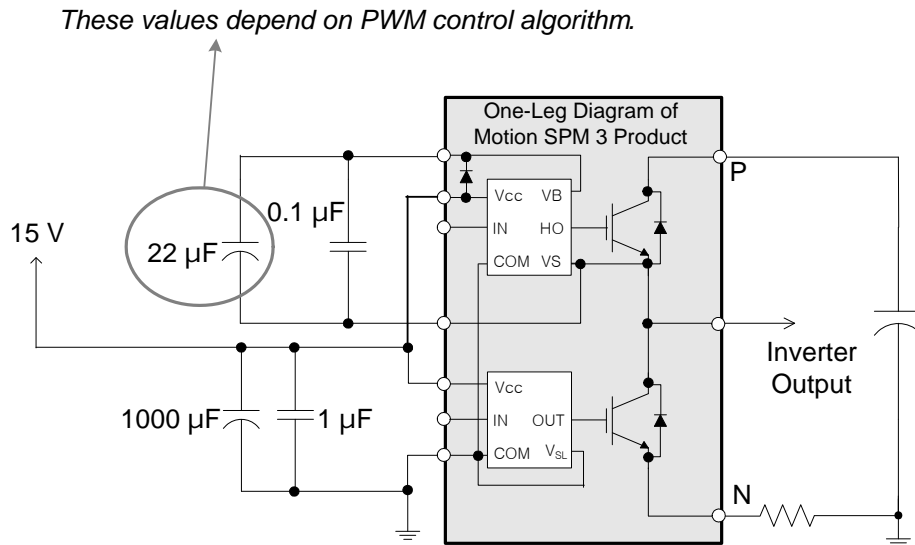 These values depend on PWM control algorithm.
One-Leg Diagram of
Motion SPM 3 Product
P
Vcc VB
0.1 µF
IN HO
15 V
22 µF
COM VS
Inverter
Output
Vcc
1000 µF
1 µF
IN OUT
COM VSL
N